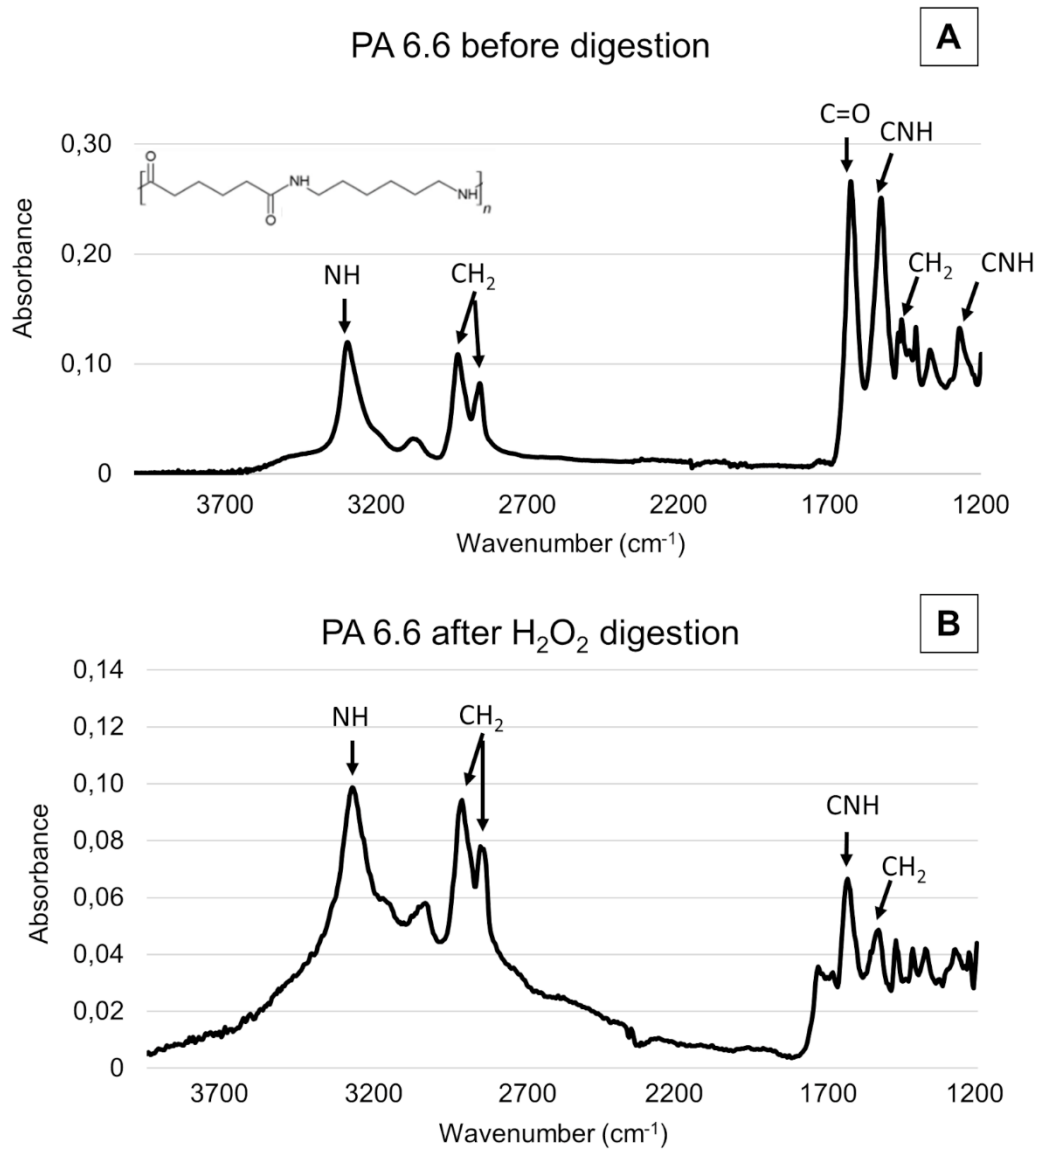 PA 6.6 before digestion
A
Absorbance
0,30
0,20
0,10
0
O
NH
O
NH
n
NH
CH2
C=O
CNH
CH2
CNH
3700 3200 2700 2200 1700 1200
Wavenumber (cm-1)
PA 6.6 after H2O2 digestion
B
Absorbance
0,14
0,12
0,10
0,08
0,06
0,04
0,02
0
NH
CH2
CNH
CH2
3700 3200 2700 2200 1700 1200
Wavenumber (cm-1)